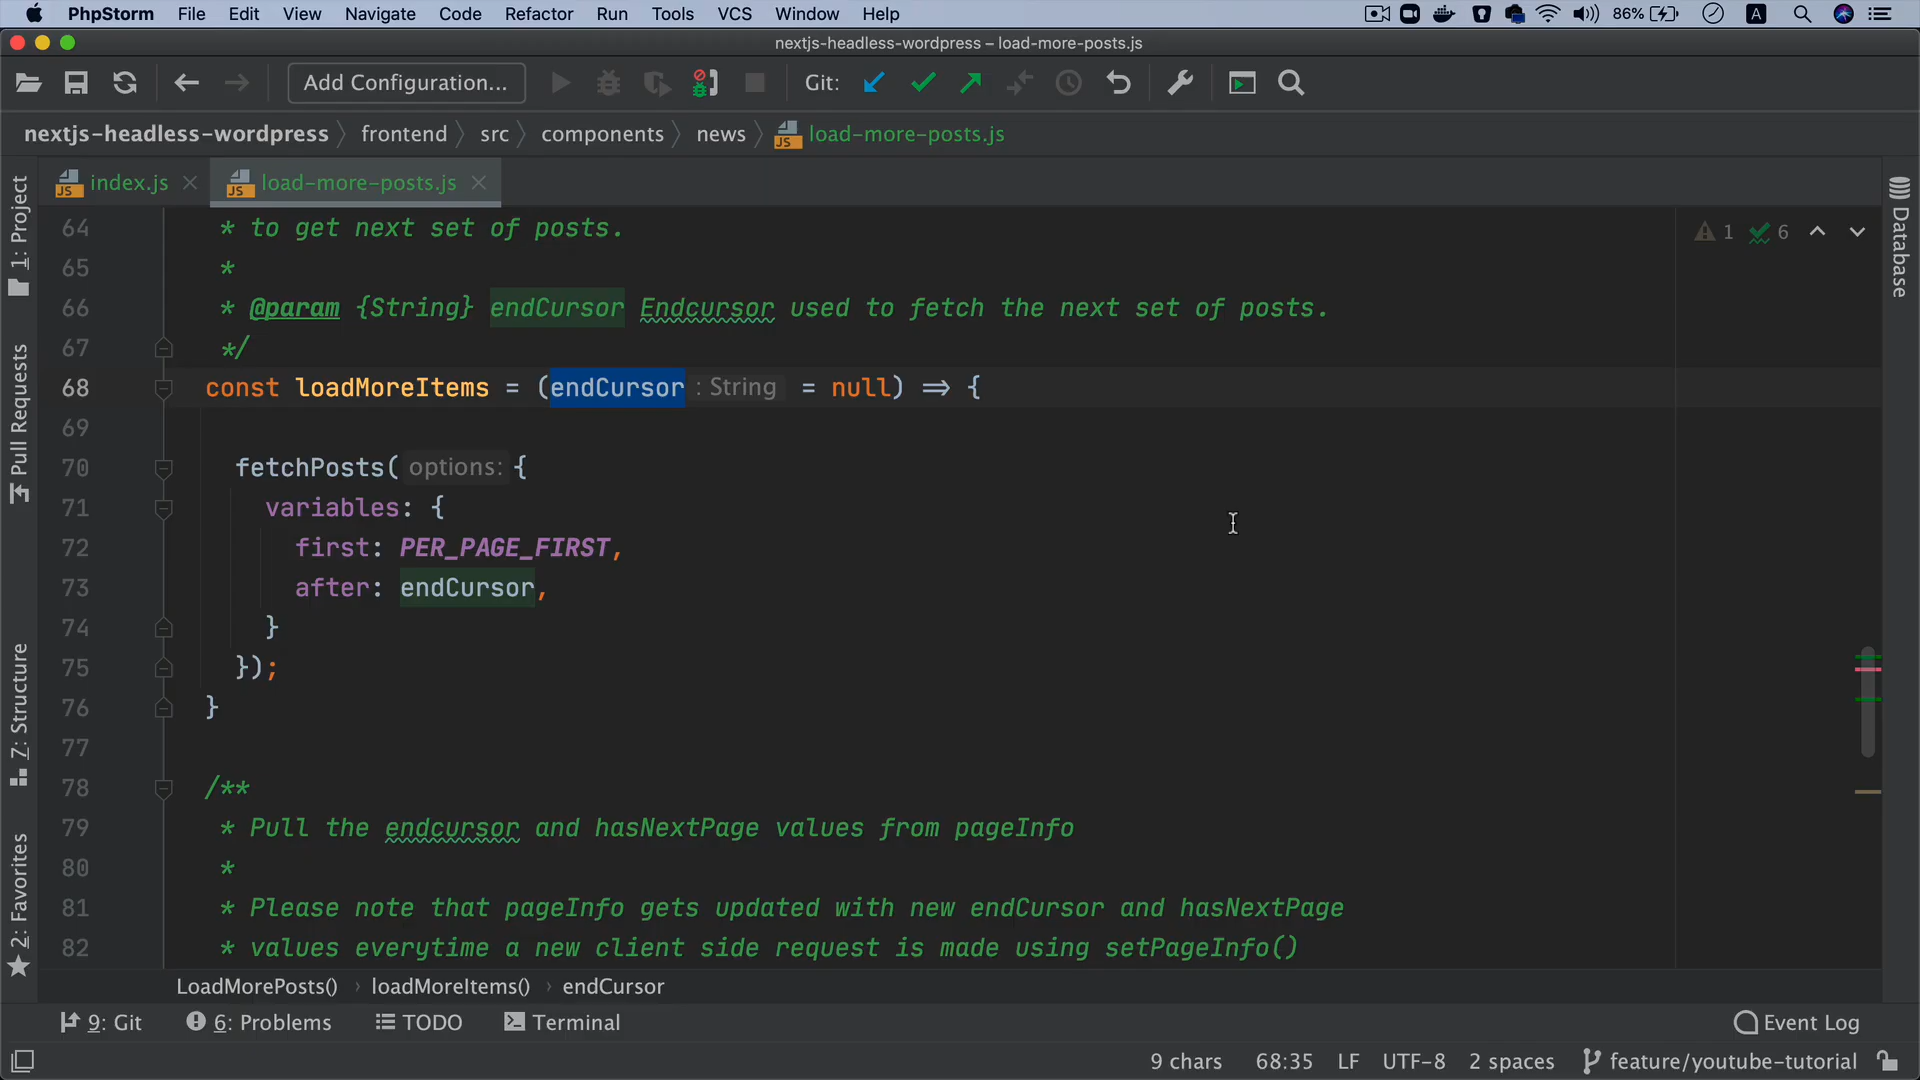 PhpStorm File Edit View Navigate Code Refactor Run Tools VCS Window Help 86% A
nextjs-headless-wordpress – load-more-posts.js
Add Configuration... Git:
nextjs-headless-wordpress frontend src components news JS load-more-posts.js
JS index.js JS load-more-posts.js
1: Project
Pull Requests
Z: Structure
2: Favorites
Database
1 6
64 * to get next set of posts.
65 *
66 * @param {String} endCursor Endcursor used to fetch the next set of posts.
67 */
68 const loadMoreItems = (endCursor : String = null) => {
69
70 fetchPosts( options: {
71 variables: {
72 first: PER_PAGE_FIRST,
73 after: endCursor,
74 }
75 });
76 }
77
78 /**
79 * Pull the endcursor and hasNextPage values from pageInfo
80 *
81 * Please note that pageInfo gets updated with new endCursor and hasNextPage
82 * values everytime a new client side request is made using setPageInfo()
LoadMorePosts() › loadMoreItems() › endCursor
9: Git 6: Problems TODO Terminal Event Log
9 chars 68:35 LF UTF-8 2 spaces feature/youtube-tutorial